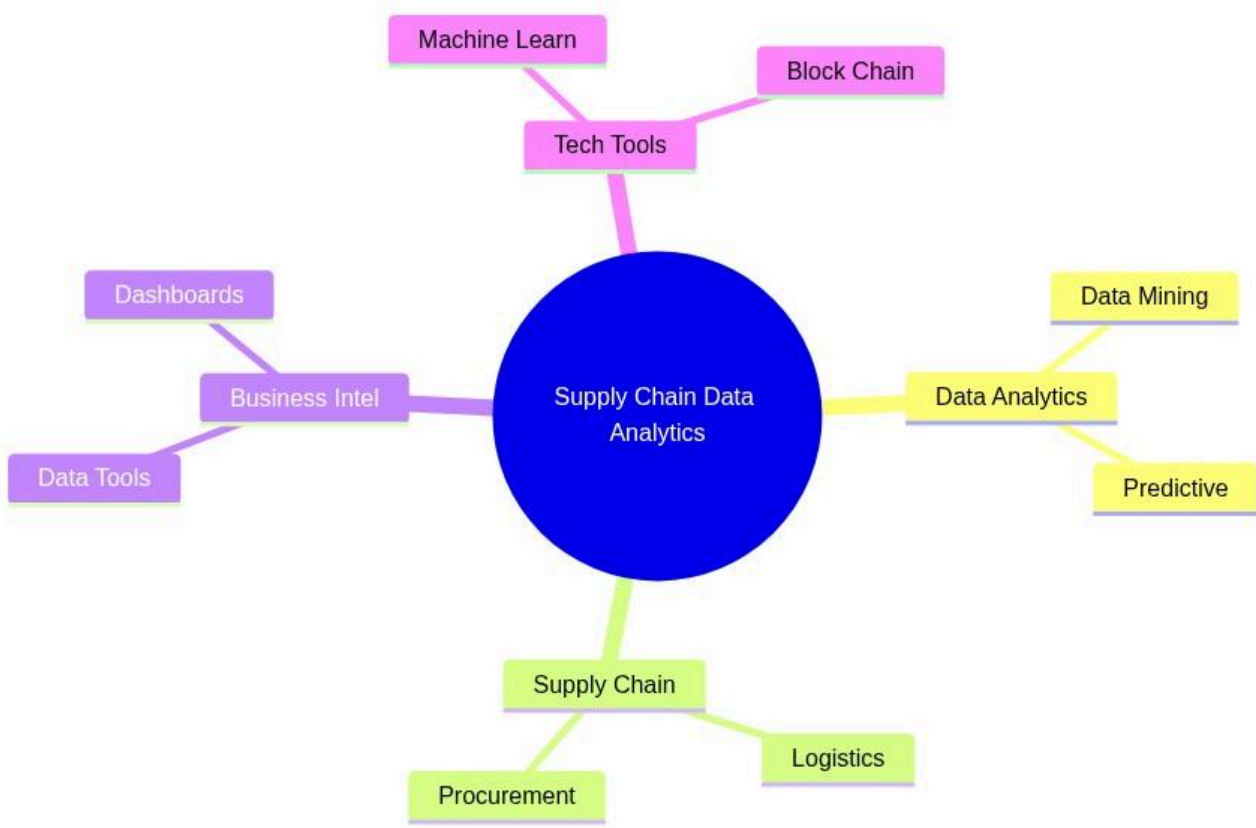 Machine Learn
Block Chain
Tech Tools
Dashboards
Data Mining
Business Intel
Supply Chain Data
Analytics
Data Analytics
Data Tools
Predictive
Supply Chain
Logistics
Procurement